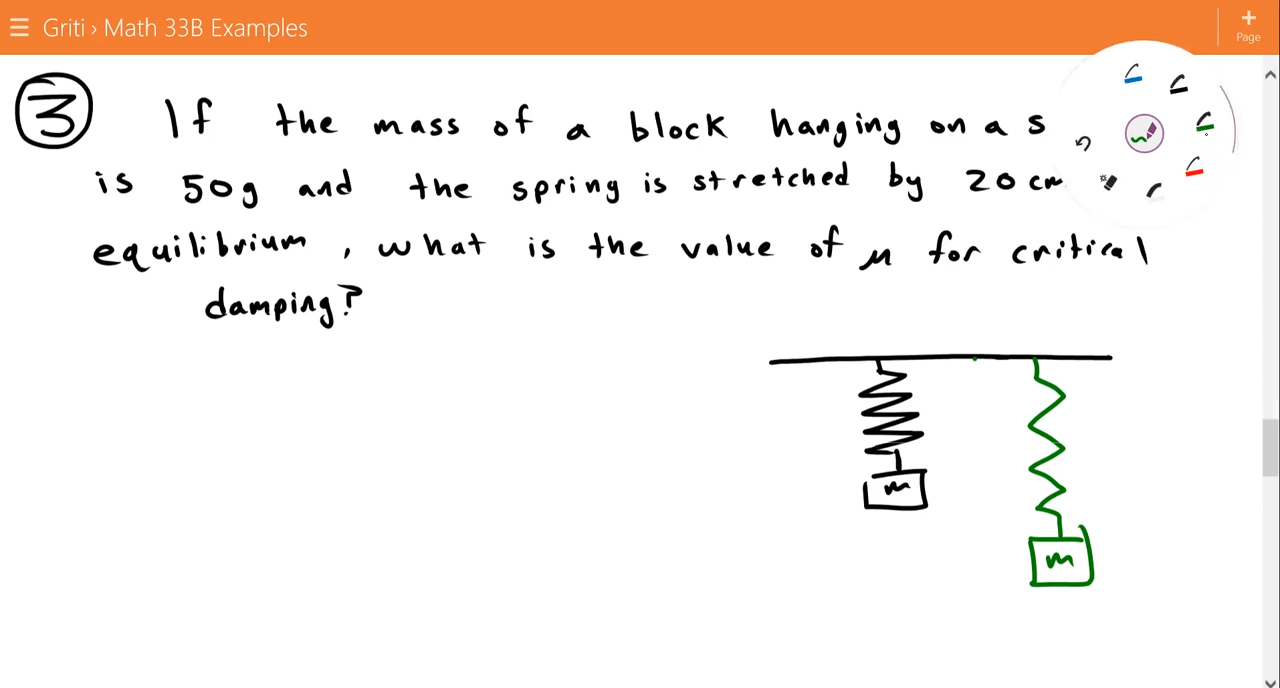 Griti › Math 33B Examples
Page
3 If the mass of a block hanging on a s
is 50g and the spring is stretched by 20 cm
equilibrium, what is the value of μ for critical
damping?
m
m